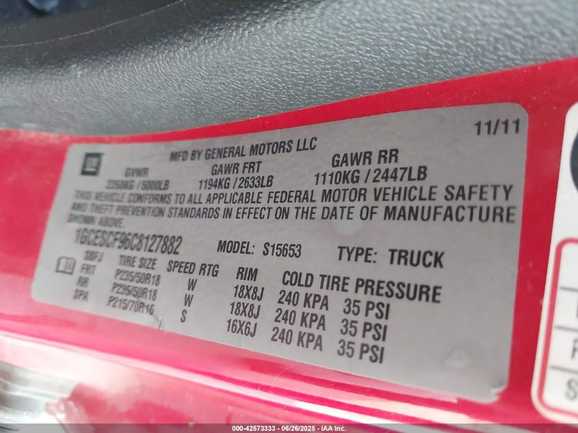 GM
MFD BY GENERAL MOTORS LLC
11/11
GVWR GAWR FRT GAWR RR
2268KG / 5000LB 1194KG / 2633LB 1110KG / 2447LB
THIS VEHICLE CONFORMS TO ALL APPLICABLE FEDERAL MOTOR VEHICLE SAFETY
AND THEFT PREVENTION STANDARDS IN EFFECT ON THE DATE OF MANUFACTURE
SHOWN ABOVE.
1GCESCF96C8127882 MODEL: S15653 TYPE: TRUCK
TIRE SIZE SPEED RTG RIM COLD TIRE PRESSURE
FRT P235/50R18 W 18X8J 240 KPA 35 PSI
RR P235/50R18 W 18X8J 240 KPA 35 PSI
SPA P215/70R16 S 16X6J 240 KPA 35 PSI
000-42573333 - 06/26/2025 - IAA, Inc.